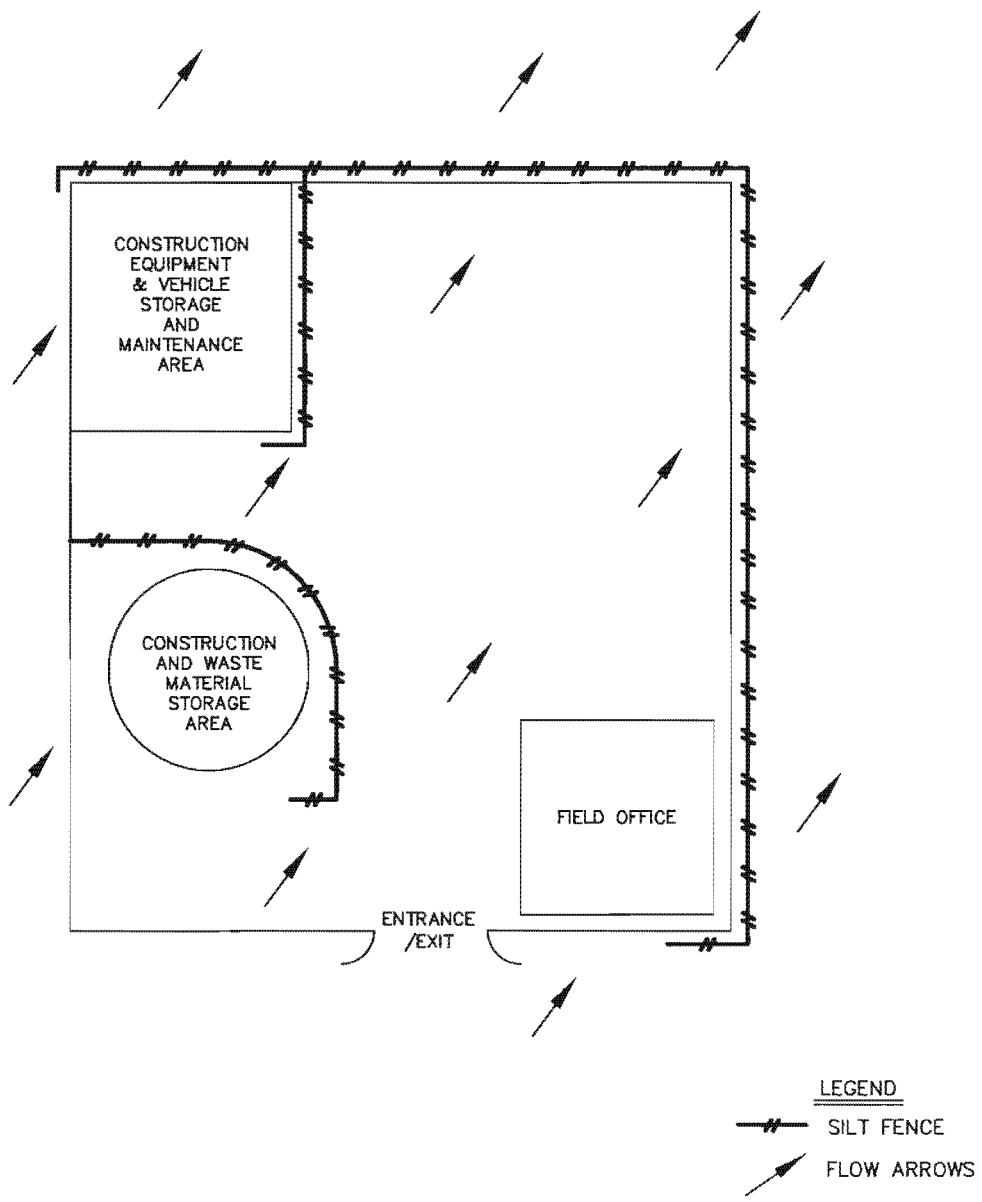 CONSTRUCTION
EQUIPMENT
& VEHICLE
STORAGE
AND
MAINTENANCE
AREA
CONSTRUCTION
AND WASTE
MATERIAL
STORAGE
AREA
FIELD OFFICE
ENTRANCE
/EXIT
LEGEND
SILT FENCE
FLOW ARROWS